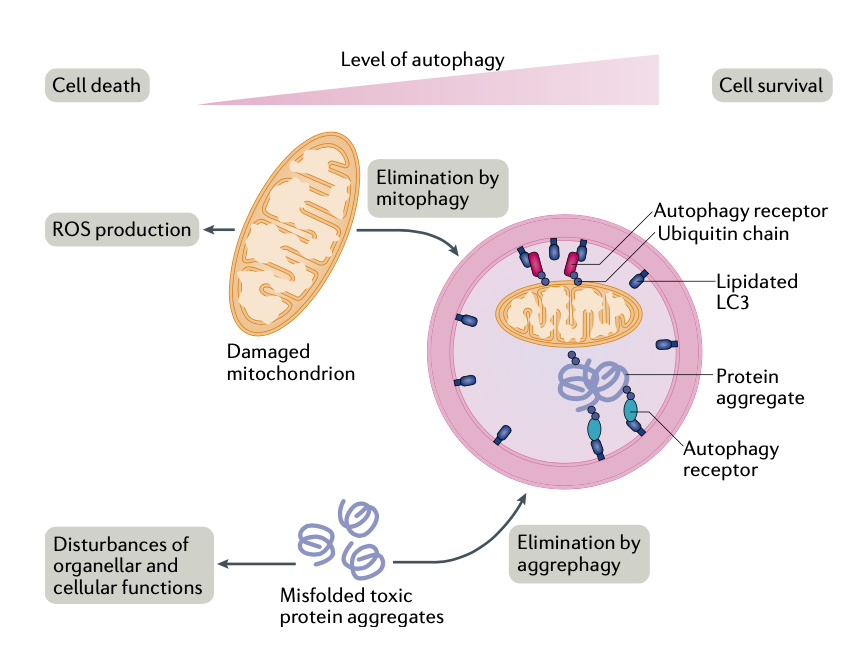 Level of autophagy
Cell death
Cell survival
Elimination by
mitophagy
ROS production
Autophagy receptor
Ubiquitin chain
Lipidated
LC3
Damaged
mitochondrion
Protein
aggregate
Autophagy
receptor
Disturbances of
organellar and
cellular functions
Elimination by
aggrephagy
Misfolded toxic
protein aggregates